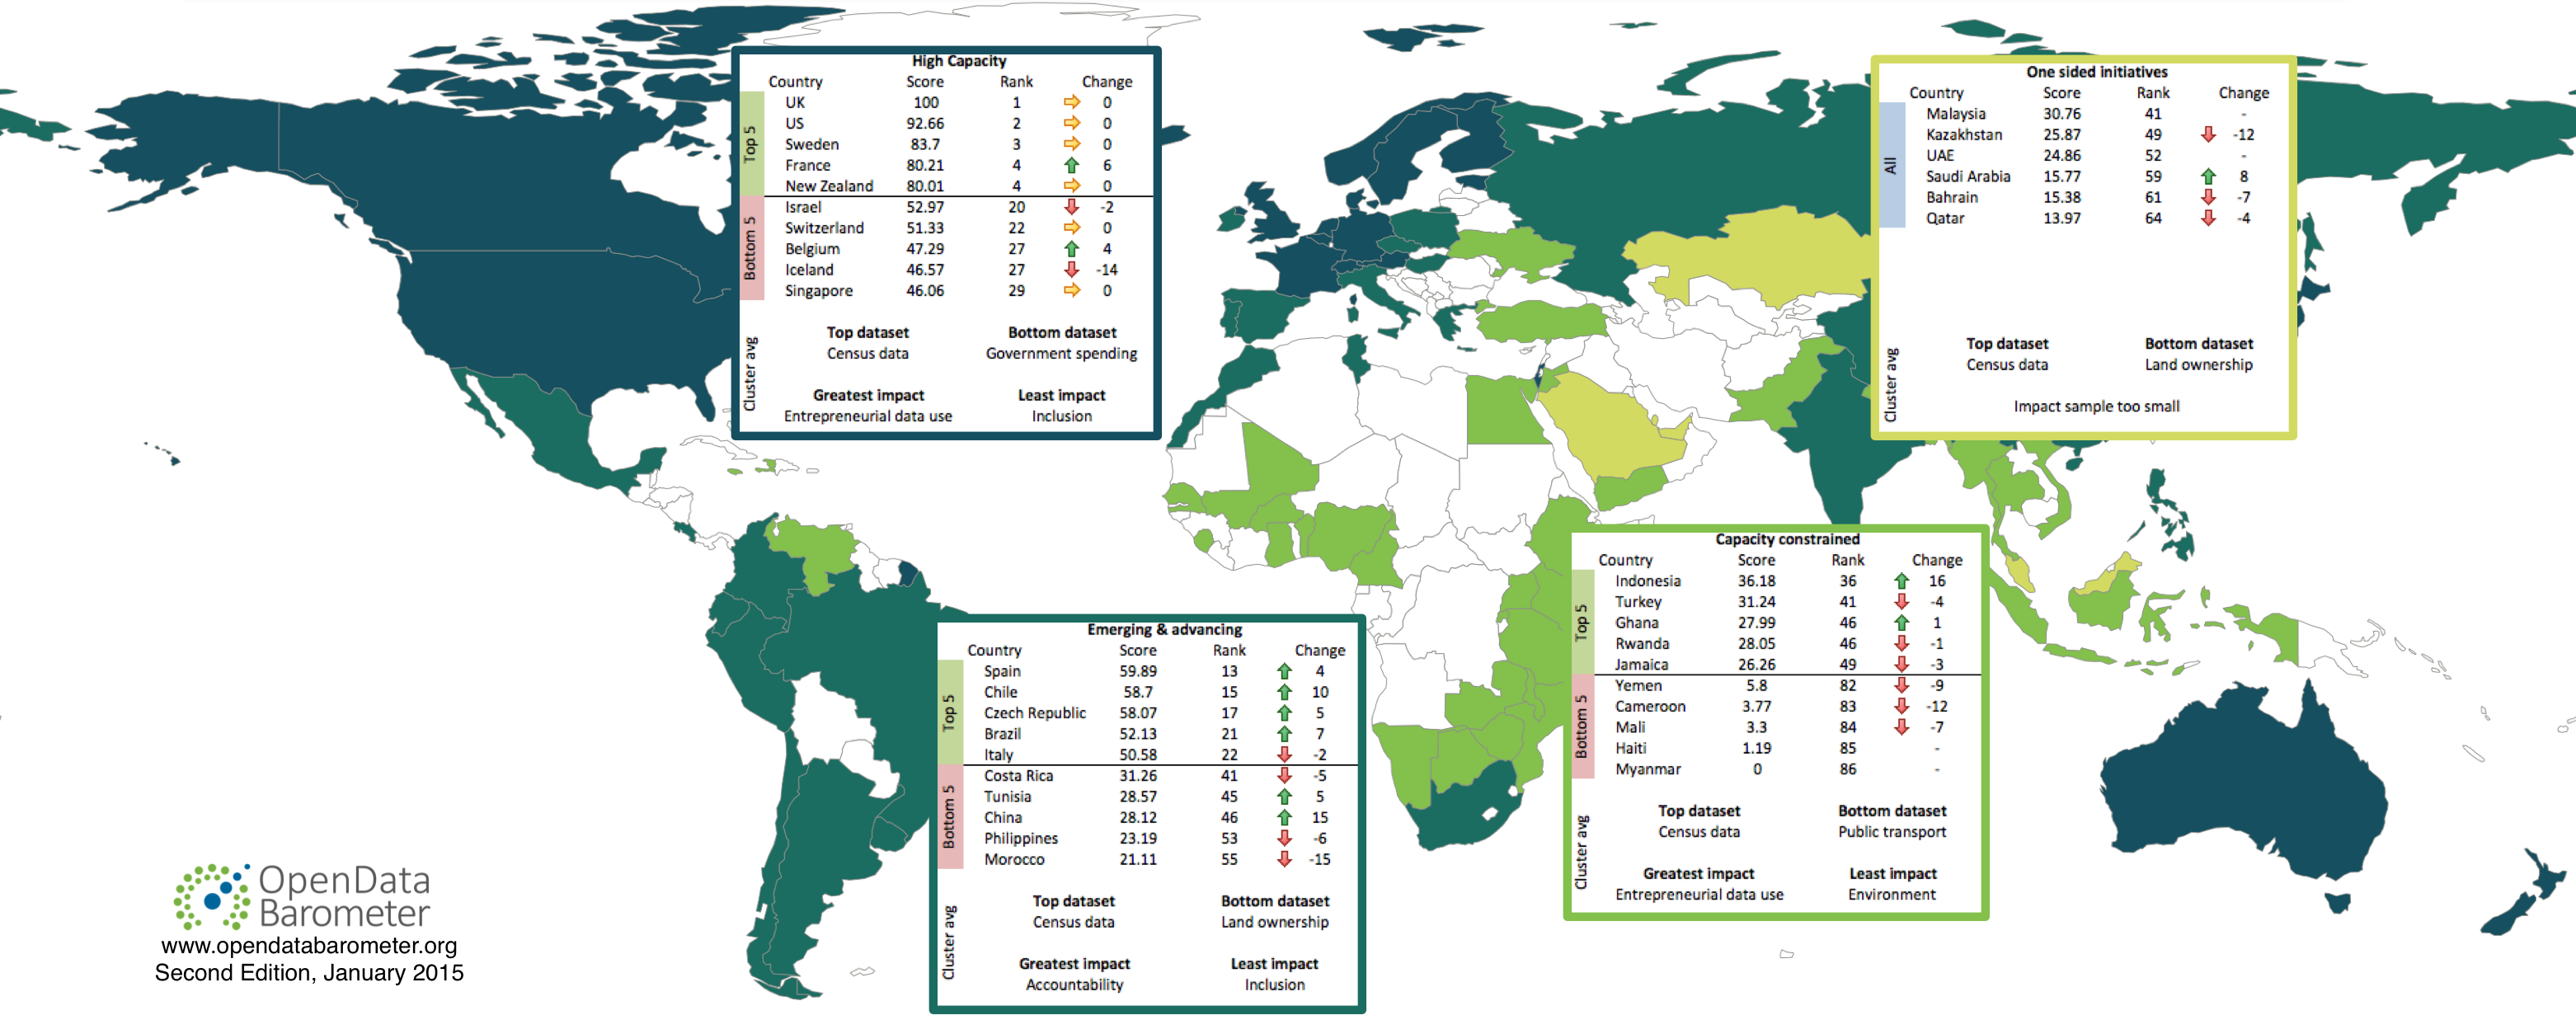 High Capacity
Country Score Rank Change
Top 5
UK 100 1 0
US 92.66 2 0
Sweden 83.7 3 0
France 80.21 4 6
New Zealand 80.01 4 0
Bottom 5
Israel 52.97 20 -2
Switzerland 51.33 22 0
Belgium 47.29 27 4
Iceland 46.57 27 -14
Singapore 46.06 29 0
Cluster avg
Top dataset Bottom dataset
Census data Government spending
Greatest impact Least impact
Entrepreneurial data use Inclusion
One sided initiatives
Country Score Rank Change
All
Malaysia 30.76 41 -
Kazakhstan 25.87 49 -12
UAE 24.86 52 -
Saudi Arabia 15.77 59 8
Bahrain 15.38 61 -7
Qatar 13.97 64 -4
Cluster avg
Top dataset Bottom dataset
Census data Land ownership
Impact sample too small
Emerging & advancing
Country Score Rank Change
Top 5
Spain 59.89 13 4
Chile 58.7 15 10
Czech Republic 58.07 17 5
Brazil 52.13 21 7
Italy 50.58 22 -2
Bottom 5
Costa Rica 31.26 41 -5
Tunisia 28.57 45 5
China 28.12 46 15
Philippines 23.19 53 -6
Morocco 21.11 55 -15
Cluster avg
Top dataset Bottom dataset
Census data Land ownership
Greatest impact Least impact
Accountability Inclusion
Capacity constrained
Country Score Rank Change
Top 5
Indonesia 36.18 36 16
Turkey 31.24 41 -4
Ghana 27.99 46 1
Rwanda 28.05 46 -1
Jamaica 26.26 49 -3
Bottom 5
Yemen 5.8 82 -9
Cameroon 3.77 83 -12
Mali 3.3 84 -7
Haiti 1.19 85 -
Myanmar 0 86 -
Cluster avg
Top dataset Bottom dataset
Census data Public transport
Greatest impact Least impact
Entrepreneurial data use Environment
OpenData
Barometer
www.opendatabarometer.org
Second Edition, January 2015